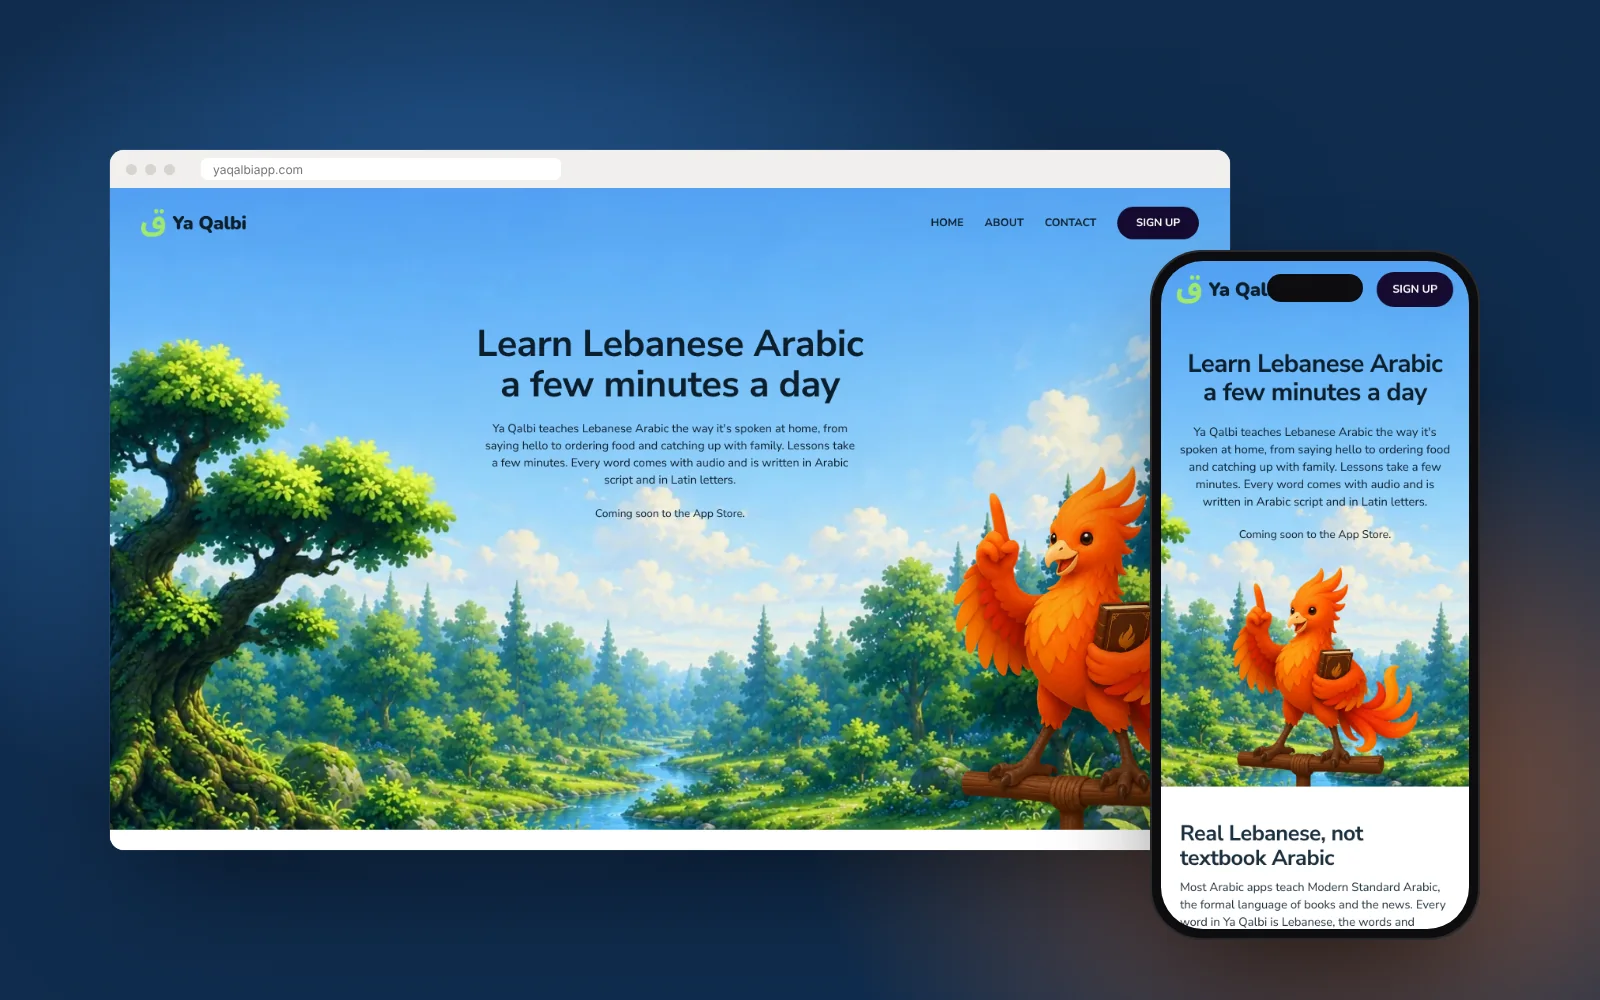 yaqalbiapp.com
ق Ya Qalbi
HOME ABOUT CONTACT SIGN UP
Learn Lebanese Arabic
a few minutes a day
Ya Qalbi teaches Lebanese Arabic the way it's spoken at home, from
saying hello to ordering food and catching up with family. Lessons take
a few minutes. Every word comes with audio and is written in Arabic
script and in Latin letters.
Coming soon to the App Store.
ق Ya Qal
SIGN UP
Learn Lebanese Arabic
a few minutes a day
Ya Qalbi teaches Lebanese Arabic the way it's
spoken at home, from saying hello to ordering food
and catching up with family. Lessons take a few
minutes. Every word comes with audio and is
written in Arabic script and in Latin letters.
Coming soon to the App Store.
Real Lebanese, not
textbook Arabic
Most Arabic apps teach Modern Standard Arabic,
the formal language of books and the news. Every
word in Ya Qalbi is Lebanese, the words and